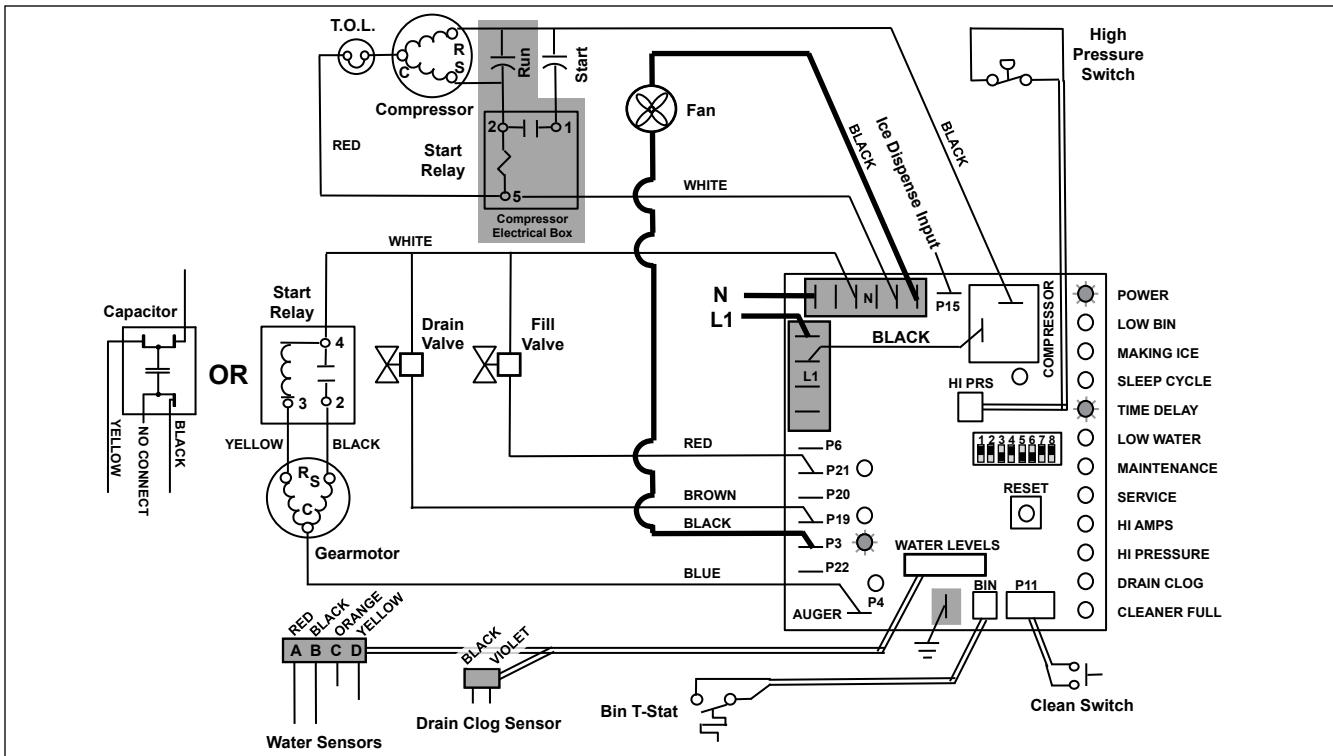 T.O.L.
R
S
C
Compressor
Run
Start
High
Pressure
Switch
Fan
BLACK
Ice Dispense Input
BLACK
RED
2
1
Start
Relay
5
Compressor
Electrical Box
WHITE
WHITE
Capacitor
Start
Relay
4
OR
3
2
Drain
Valve
Fill
Valve
N
L1
N
P15
BLACK
L1
COMPRESSOR
HI PRS
POWER
LOW BIN
MAKING ICE
SLEEP CYCLE
TIME DELAY
LOW WATER
MAINTENANCE
SERVICE
HI AMPS
HI PRESSURE
DRAIN CLOG
CLEANER FULL
1 2 3 4 5 6 7 8
RESET
YELLOW
NO CONNECT
BLACK
YELLOW
BLACK
R
S
C
Gearmotor
RED
BROWN
BLACK
BLUE
P6
P21
P20
P19
P3
P22
P4
AUGER
WATER LEVELS
BIN
P11
RED
BLACK
ORANGE
YELLOW
A B C D
Water Sensors
BLACK
VIOLET
Drain Clog Sensor
Bin T-Stat
Clean Switch